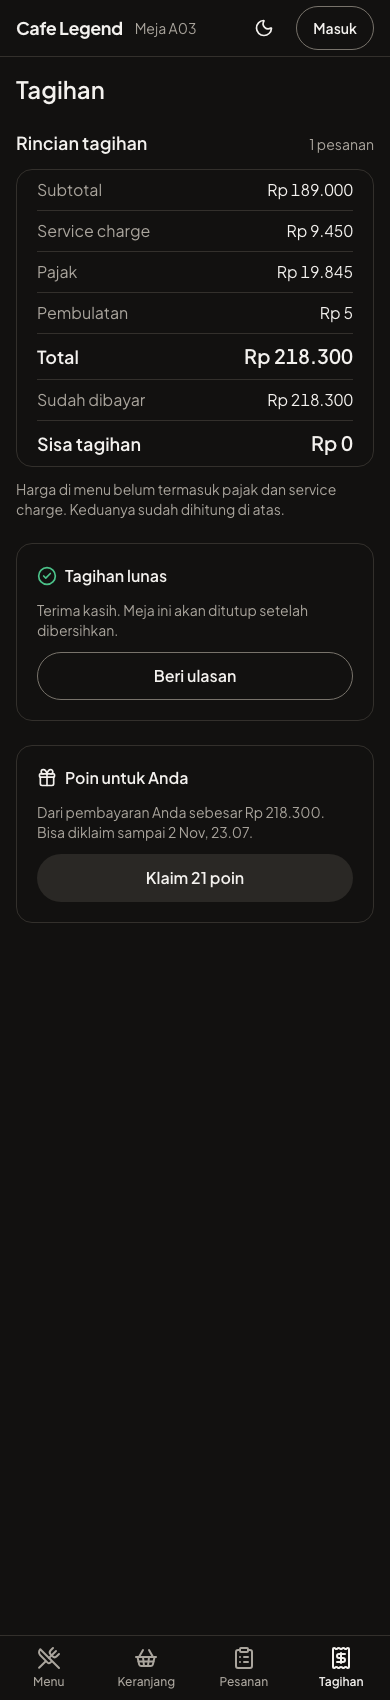 Cafe Legend Meja A03 Masuk
Tagihan
Rincian tagihan 1 pesanan
Subtotal Rp 189.000
Service charge Rp 9.450
Pajak Rp 19.845
Pembulatan Rp 5
Total Rp 218.300
Sudah dibayar Rp 218.300
Sisa tagihan Rp 0
Harga di menu belum termasuk pajak dan service
charge. Keduanya sudah dihitung di atas.
Tagihan lunas
Terima kasih. Meja ini akan ditutup setelah
dibersihkan.
Beri ulasan
Poin untuk Anda
Dari pembayaran Anda sebesar Rp 218.300.
Bisa diklaim sampai 2 Nov, 23.07.
Klaim 21 poin
Menu Keranjang Pesanan Tagihan